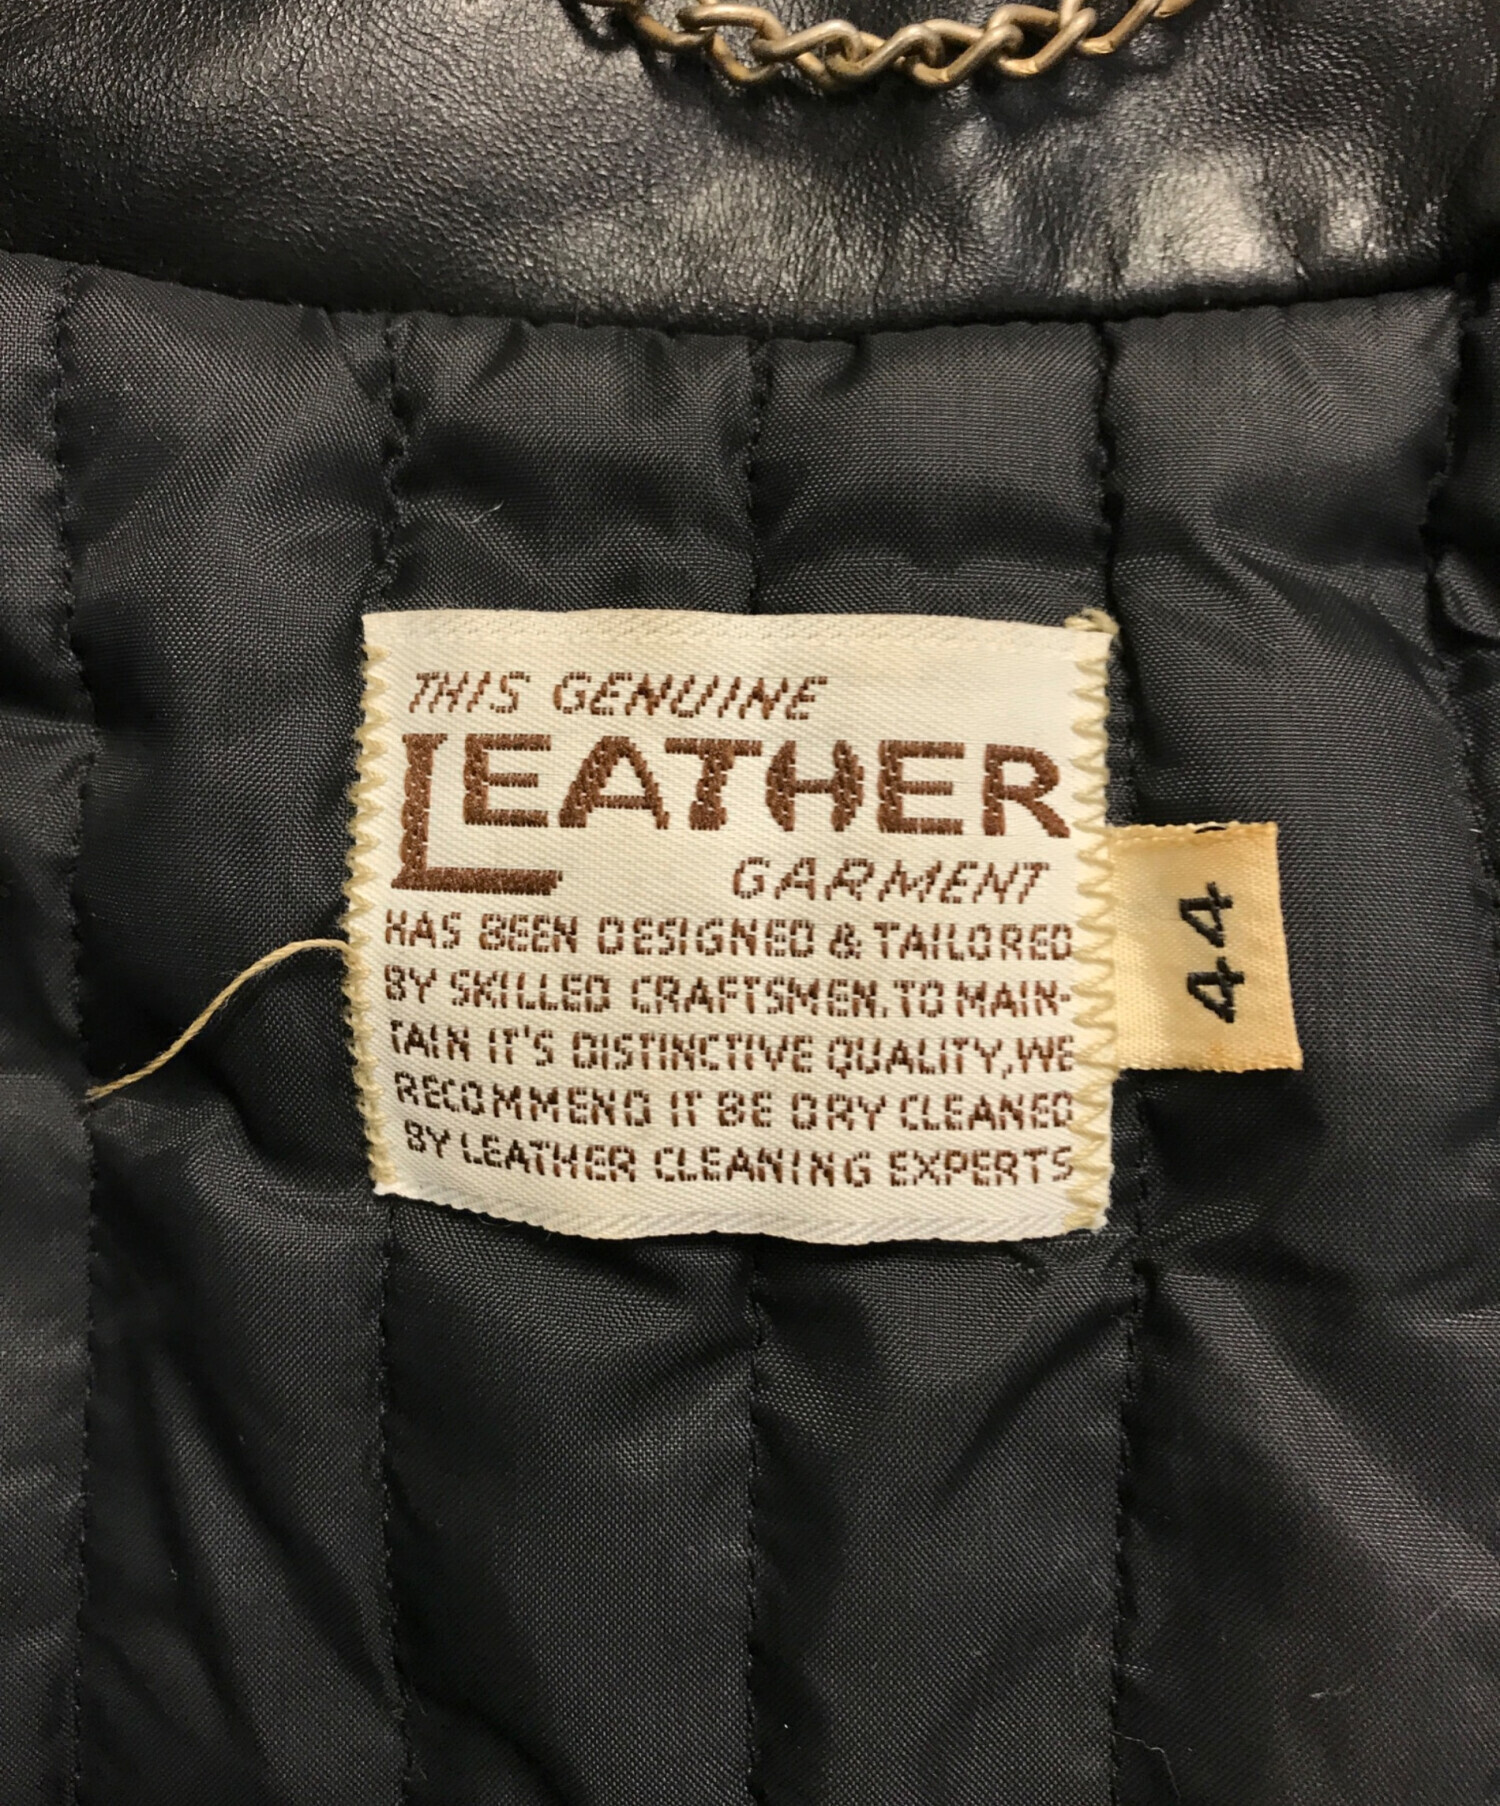 THIS GENUINE
LEATHER
GARMENT
HAS BEEN DESIGNED & TAILORED
BY SKILLED CRAFTSMEN. TO MAIN-
TAIN IT'S DISTINCTIVE QUALITY, WE
RECOMMEND IT BE DRY CLEANED
BY LEATHER CLEANING EXPERTS
44